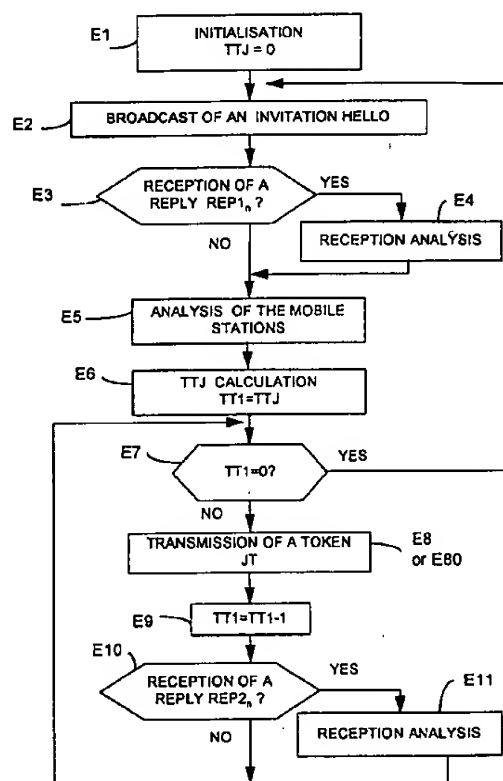 E1
INITIALISATION
TTJ = 0
E2
BROADCAST OF AN INVITATION HELLO
E3
RECEPTION OF A
REPLY REP1n ?
YES
E4
RECEPTION ANALYSIS
NO
E5
ANALYSIS OF THE MOBILE
STATIONS
E6
TTJ CALCULATION
TT1=TTJ
E7
TT1=0?
YES
NO
TRANSMISSION OF A TOKEN
JT
E8
or E80
E9
TT1=TT1-1
E10
RECEPTION OF A
REPLY REP2n ?
YES
E11
RECEPTION ANALYSIS
NO